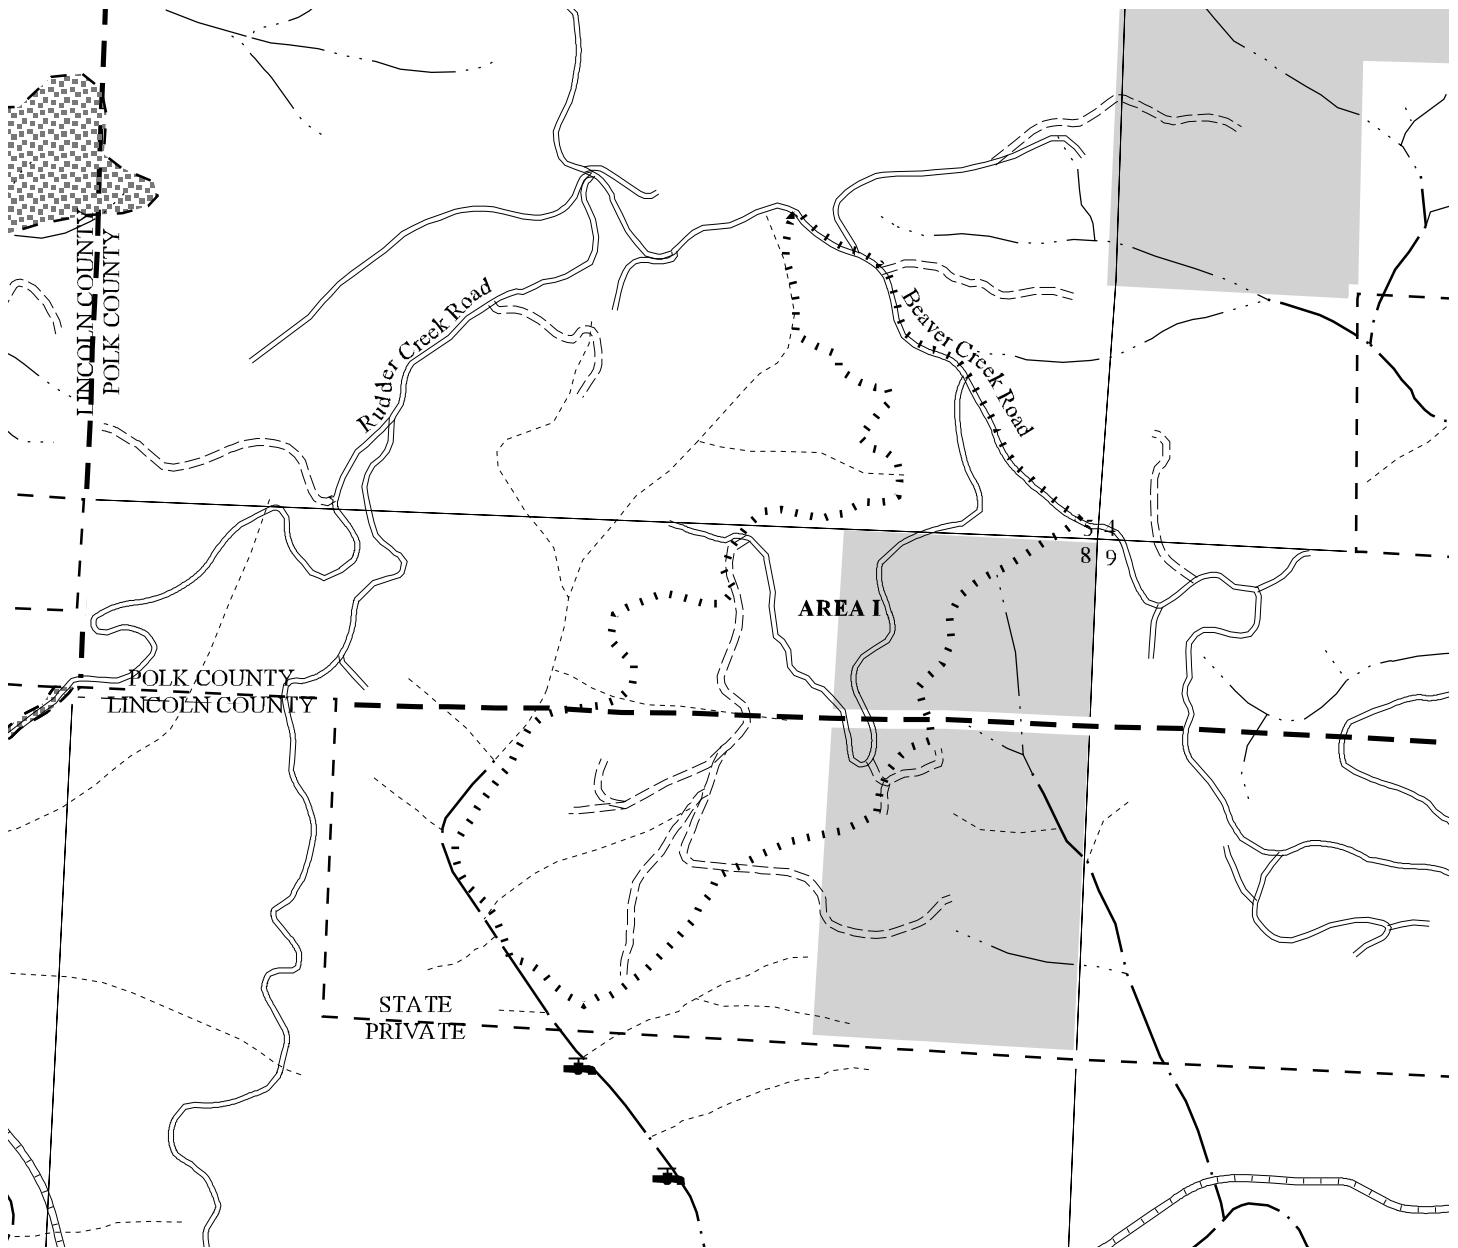 LINCOLN COUNTY
POLK COUNTY
Rudder Creek Road
Beaver Creek Road
5 4
8 9
AREA I
POLK COUNTY
LINCOLN COUNTY
STATE
PRIVATE